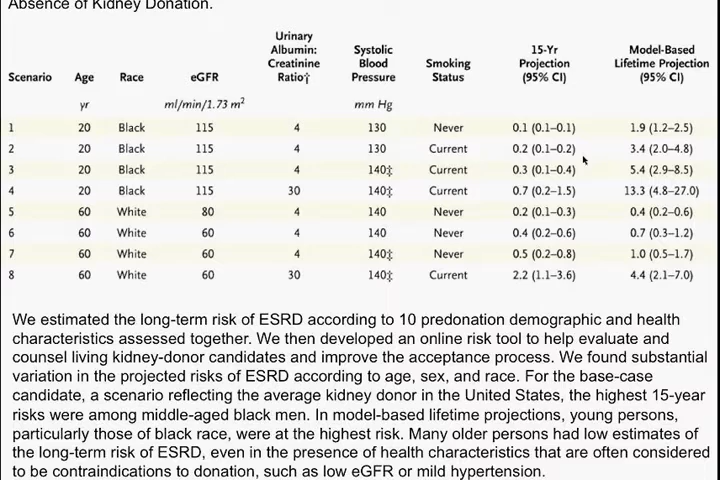 Absence of Kidney Donation.
Scenario Age Race eGFR Urinary Albumin: Creatinine Ratio† Systolic Blood Pressure Smoking Status 15-Yr Projection (95% CI) Model-Based Lifetime Projection (95% CI)
yr ml/min/1.73 m² mm Hg
1 20 Black 115 4 130 Never 0.1 (0.1–0.1) 1.9 (1.2–2.5)
2 20 Black 115 4 130 Current 0.2 (0.1–0.2) 3.4 (2.0–4.8)
3 20 Black 115 4 140‡ Current 0.3 (0.1–0.4) 5.4 (2.9–8.5)
4 20 Black 115 30 140‡ Current 0.7 (0.2–1.5) 13.3 (4.8–27.0)
5 60 White 80 4 140 Never 0.2 (0.1–0.3) 0.4 (0.2–0.6)
6 60 White 60 4 140 Never 0.4 (0.2–0.6) 0.7 (0.3–1.2)
7 60 White 60 4 140‡ Never 0.5 (0.2–0.8) 1.0 (0.5–1.7)
8 60 White 60 30 140‡ Current 2.2 (1.1–3.6) 4.4 (2.1–7.0)
We estimated the long-term risk of ESRD according to 10 predonation demographic and health
characteristics assessed together. We then developed an online risk tool to help evaluate and
counsel living kidney-donor candidates and improve the acceptance process. We found substantial
variation in the projected risks of ESRD according to age, sex, and race. For the base-case
candidate, a scenario reflecting the average kidney donor in the United States, the highest 15-year
risks were among middle-aged black men. In model-based lifetime projections, young persons,
particularly those of black race, were at the highest risk. Many older persons had low estimates of
the long-term risk of ESRD, even in the presence of health characteristics that are often considered
to be contraindications to donation, such as low eGFR or mild hypertension.